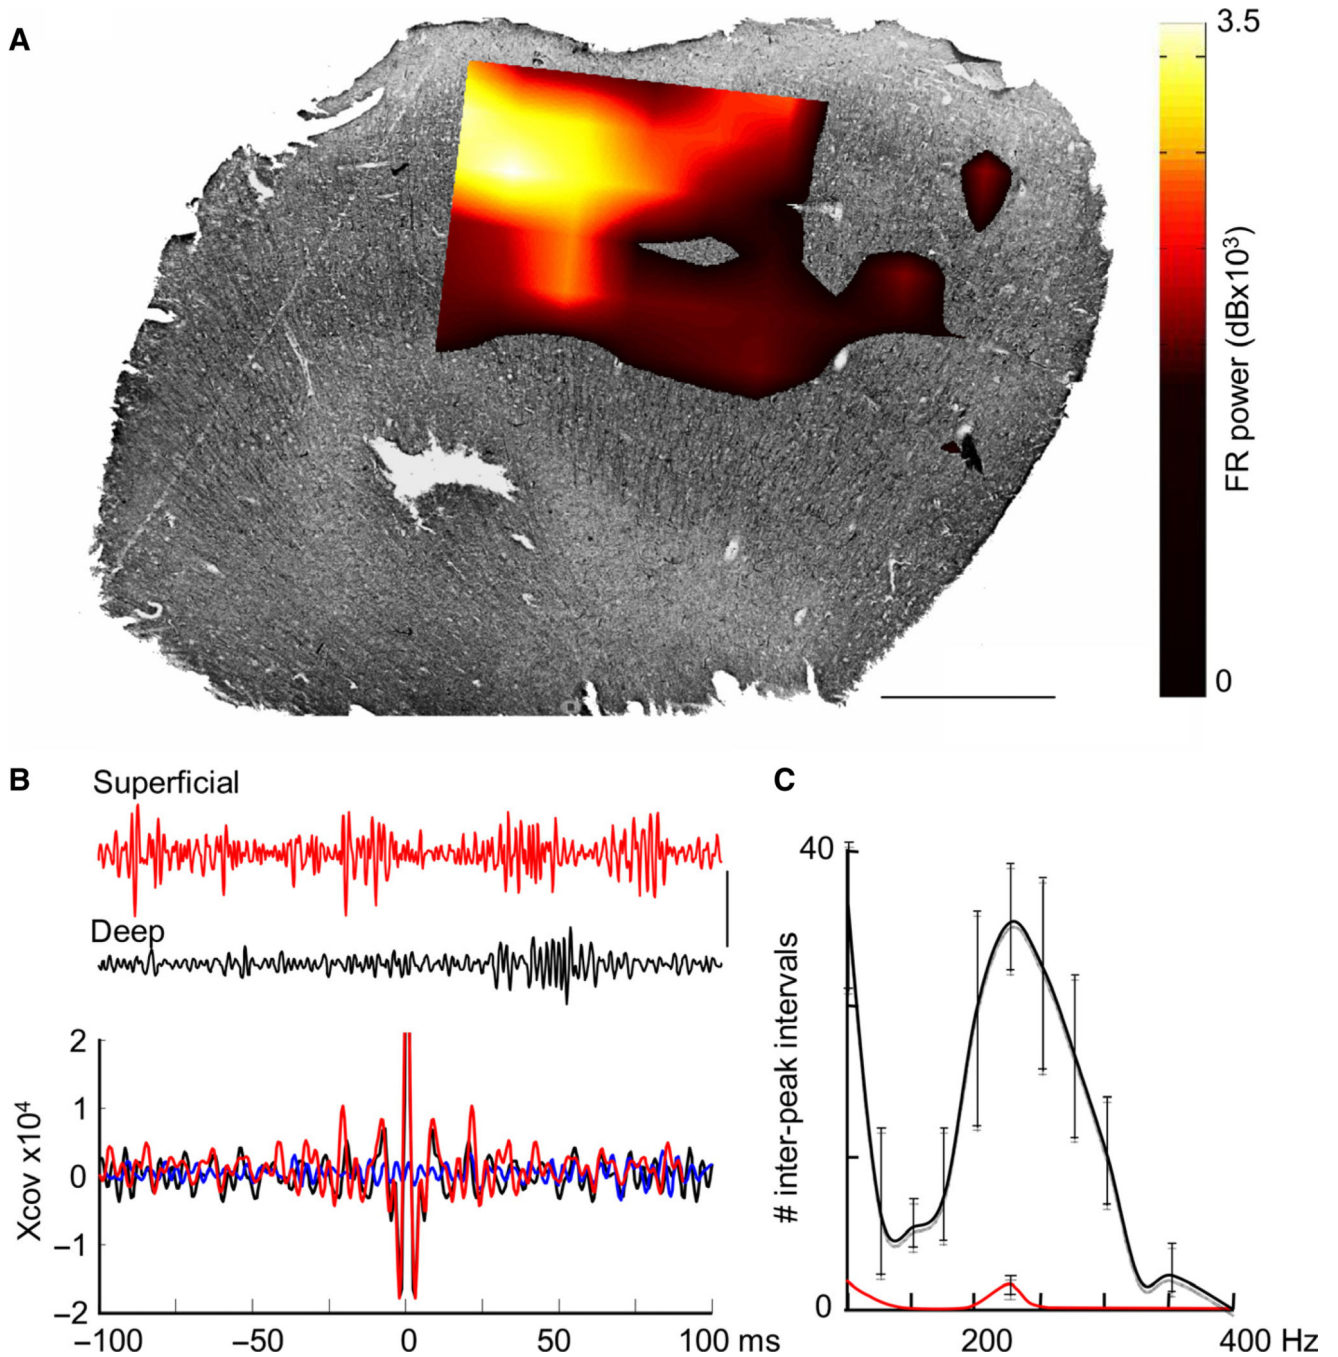 A
3.5
FR power (dBx10³)
0
B
Superficial
Deep
2
1
0
−1
−2
Xcov x10⁴
−100
−50
0
50
100 ms
C
40
# inter-peak intervals
0
200
400 Hz